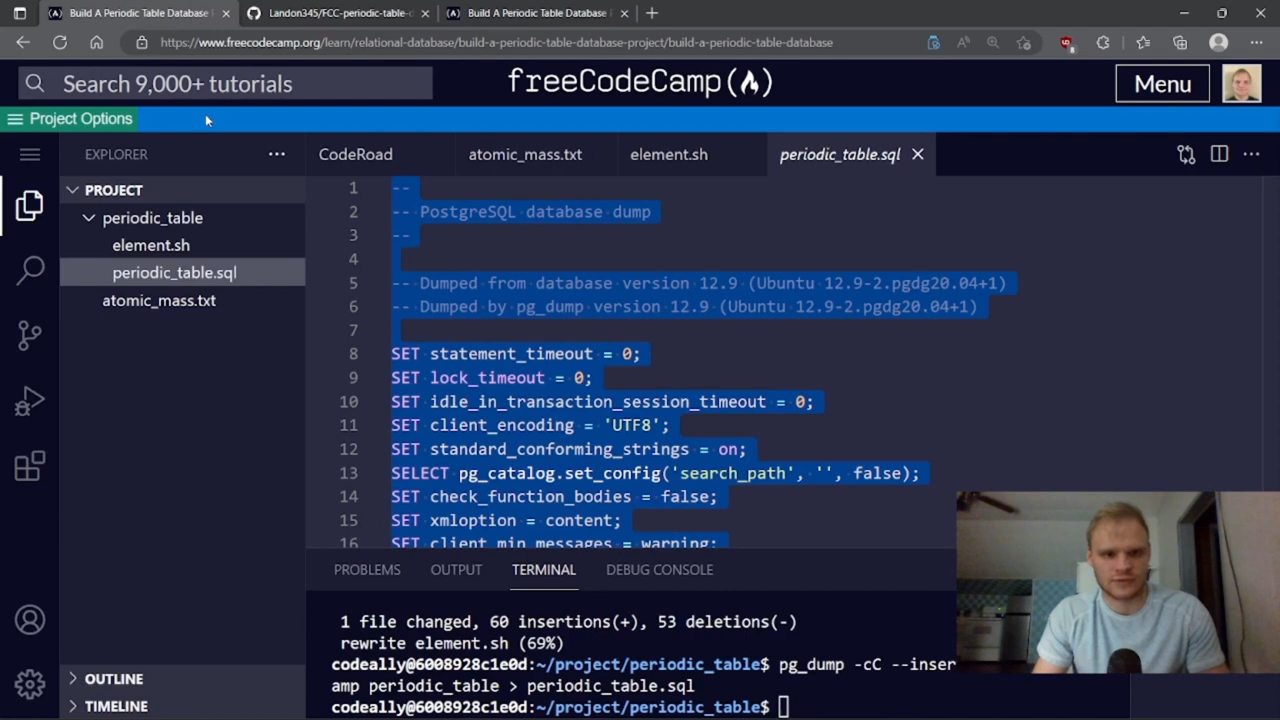 Build A Periodic Table Database
Landon345/FCC-periodic-table-
Build A Periodic Table Database
https://www.freecodecamp.org/learn/relational-database/build-a-periodic-table-database-project/build-a-periodic-table-database
Search 9,000+ tutorials
freeCodeCamp(🔥)
Menu
Project Options
EXPLORER
CodeRoad
atomic_mass.txt
element.sh
periodic_table.sql
PROJECT
periodic_table
element.sh
periodic_table.sql
atomic_mass.txt
OUTLINE
TIMELINE
1 --
2 -- PostgreSQL database dump
3 --
4
5 -- Dumped from database version 12.9 (Ubuntu 12.9-2.pgdg20.04+1)
6 -- Dumped by pg_dump version 12.9 (Ubuntu 12.9-2.pgdg20.04+1)
7
8 SET statement_timeout = 0;
9 SET lock_timeout = 0;
10 SET idle_in_transaction_session_timeout = 0;
11 SET client_encoding = 'UTF8';
12 SET standard_conforming_strings = on;
13 SELECT pg_catalog.set_config('search_path', '', false);
14 SET check_function_bodies = false;
15 SET xmloption = content;
16 SET client_min_messages = warning;
PROBLEMS
OUTPUT
TERMINAL
DEBUG CONSOLE
1 file changed, 60 insertions(+), 53 deletions(-)
rewrite element.sh (69%)
codeally@6008928c1e0d:~/project/periodic_table$ pg_dump -cC --inser
amp periodic_table > periodic_table.sql
codeally@6008928c1e0d:~/project/periodic_table$